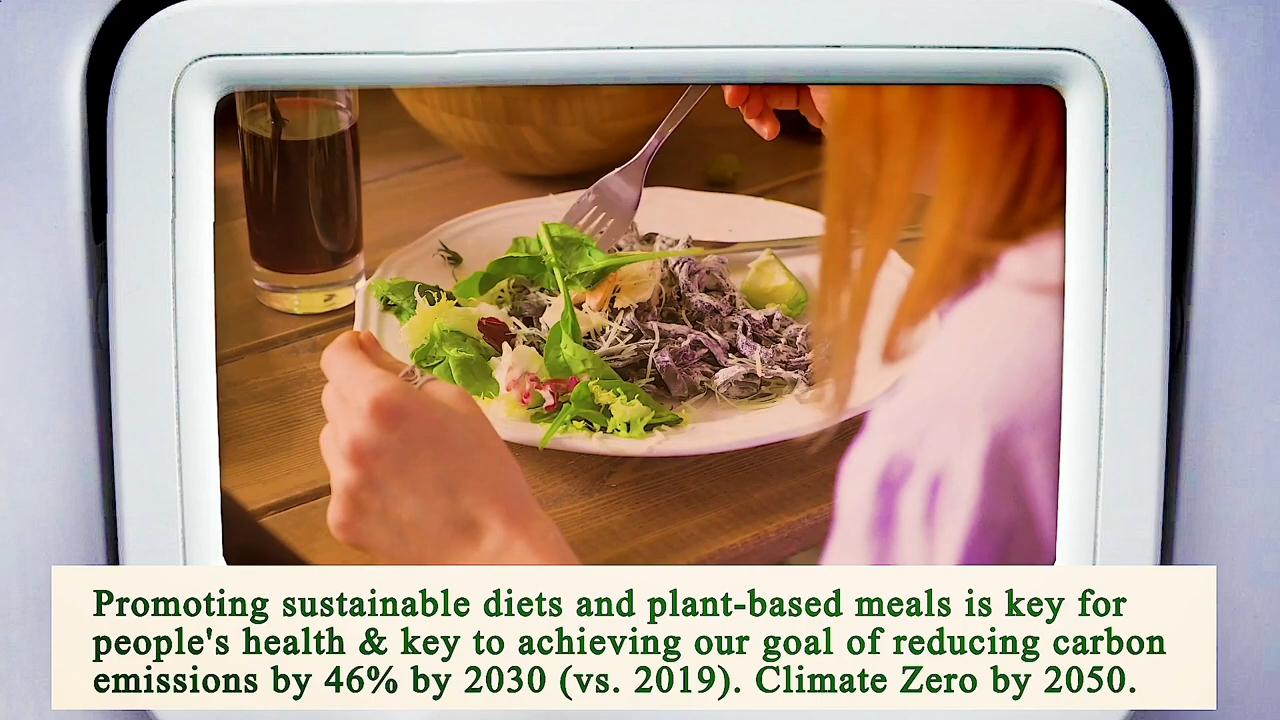 Promoting sustainable diets and plant-based meals is key for
people's health & key to achieving our goal of reducing carbon
emissions by 46% by 2030 (vs. 2019). Climate Zero by 2050.